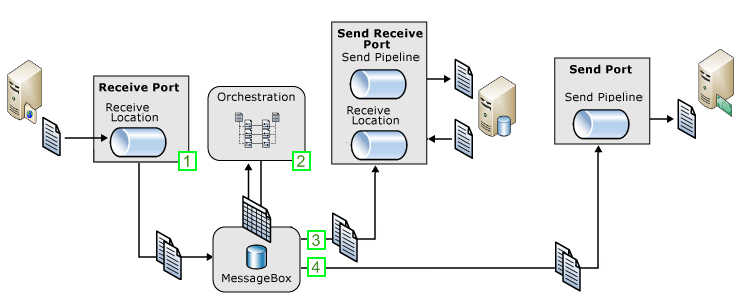 Receive Port
Receive
Location
1
Orchestration
2
MessageBox
3
4
Send Receive
Port
Send Pipeline
Receive
Location
Send Port
Send Pipeline